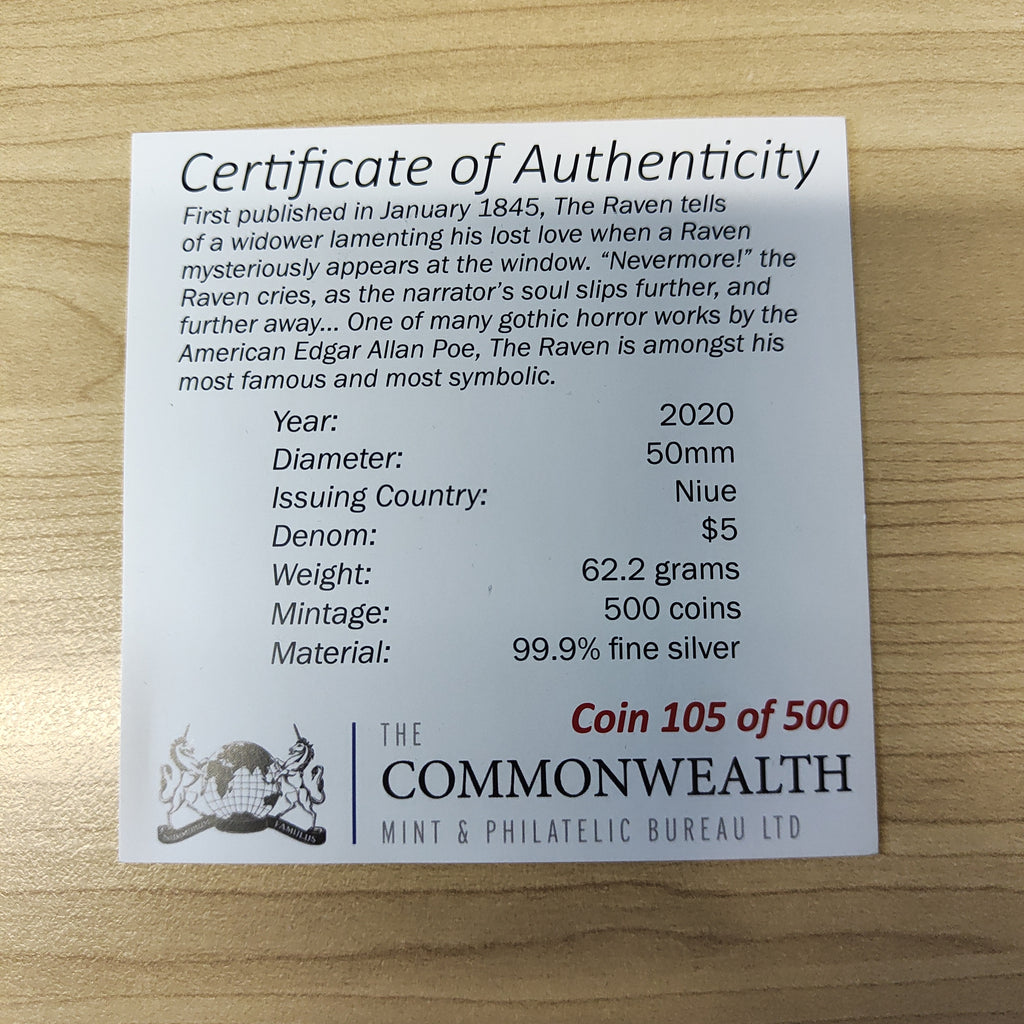 Certificate of Authenticity
First published in January 1845, The Raven tells
of a widower lamenting his lost love when a Raven
mysteriously appears at the window. “Nevermore!” the
Raven cries, as the narrator’s soul slips further, and
further away... One of many gothic horror works by the
American Edgar Allan Poe, The Raven is amongst his
most famous and most symbolic.
Year: 2020
Diameter: 50mm
Issuing Country: Niue
Denom: $5
Weight: 62.2 grams
Mintage: 500 coins
Material: 99.9% fine silver
Coin 105 of 500
THE
COMMONWEALTH
MINT & PHILATELIC BUREAU LTD
FAMULUS